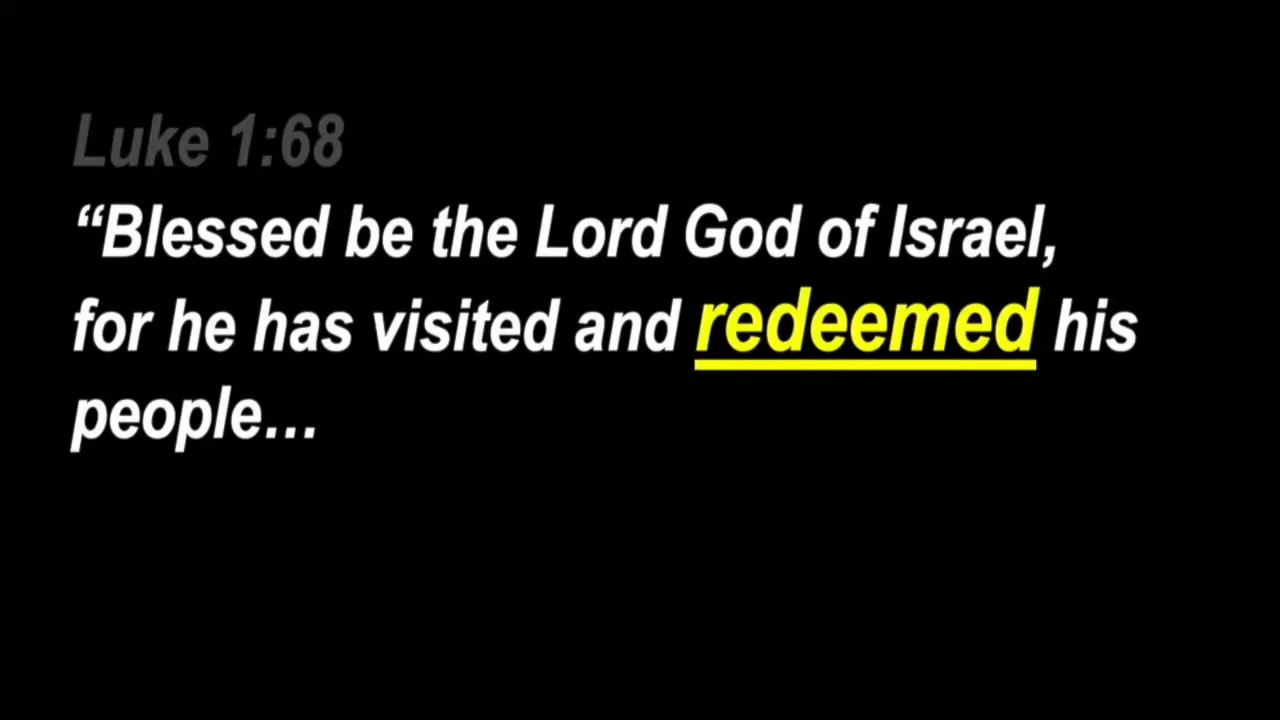 Luke 1:68
“Blessed be the Lord God of Israel,
for he has visited and redeemed his
people…